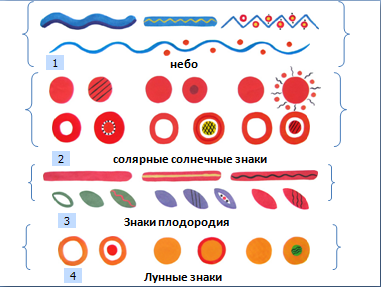 1
небо
2
солярные солнечные знаки
3
Знаки плодородия
4
Лунные знаки